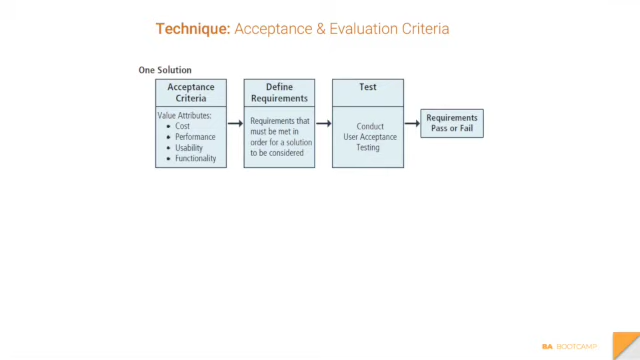 Technique: Acceptance & Evaluation Criteria
One Solution
Acceptance
Criteria
Value Attributes:
• Cost
• Performance
• Usability
• Functionality
Define
Requirements
Requirements that
must be met in
order for a solution
to be considered
Test
Conduct
User Acceptance
Testing
Requirements
Pass or Fail
BA BOOTCAMP